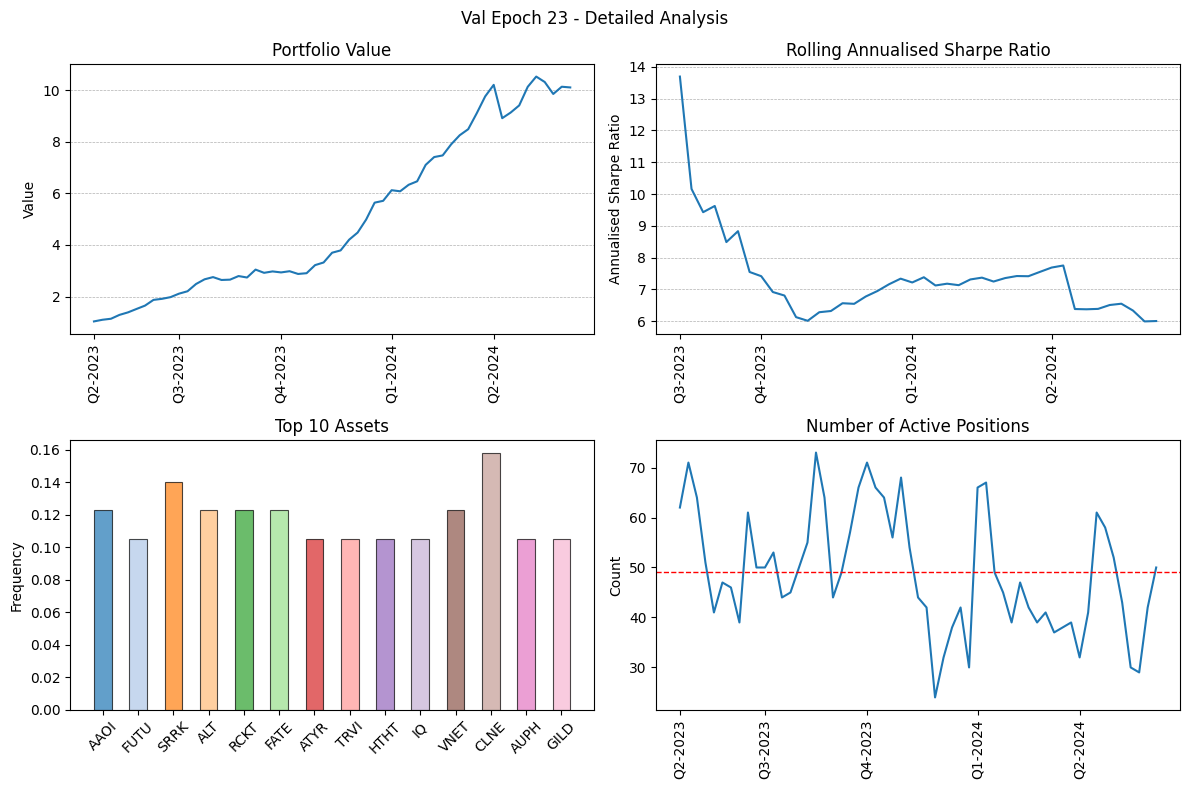 Val Epoch 23 - Detailed Analysis
Portfolio Value
Value
10
8
6
4
2
Q2-2023
Q3-2023
Q4-2023
Q1-2024
Q2-2024
Rolling Annualised Sharpe Ratio
Annualised Sharpe Ratio
14
13
12
11
10
9
8
7
6
Q3-2023
Q4-2023
Q1-2024
Q2-2024
Top 10 Assets
Frequency
0.16
0.14
0.12
0.10
0.08
0.06
0.04
0.02
0.00
AAOI
FUTU
SRRK
ALT
RCKT
FATE
ATYR
TRVI
HTHT
IQ
VNET
CLNE
AUPH
GILD
Number of Active Positions
Count
70
60
50
40
30
Q2-2023
Q3-2023
Q4-2023
Q1-2024
Q2-2024